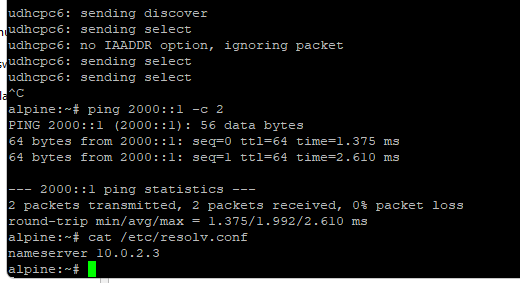 udhcpc6: sending discover
udhcpc6: sending select
udhcpc6: no IAADDR option, ignoring packet
udhcpc6: sending select
udhcpc6: sending select
^C
alpine:~# ping 2000::1 -c 2
PING 2000::1 (2000::1): 56 data bytes
64 bytes from 2000::1: seq=0 ttl=64 time=1.375 ms
64 bytes from 2000::1: seq=1 ttl=64 time=2.610 ms

--- 2000::1 ping statistics ---
2 packets transmitted, 2 packets received, 0% packet loss
round-trip min/avg/max = 1.375/1.992/2.610 ms
alpine:~# cat /etc/resolv.conf
nameserver 10.0.2.3
alpine:~#